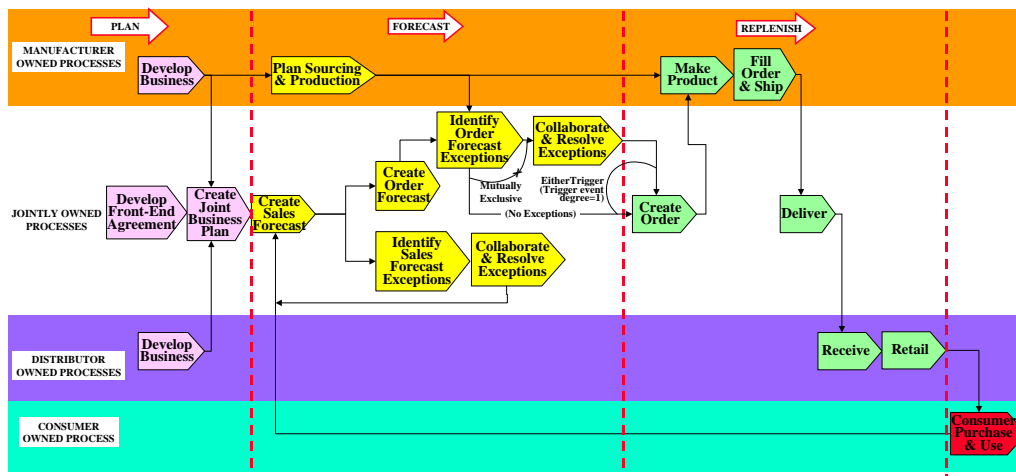 PLAN
FORECAST
REPLENISH
MANUFACTURER
OWNED PROCESSES
Develop
Business
Plan Sourcing
& Production
Make
Product
Fill
Order
& Ship
Identify
Order
Forecast
Exceptions
Collaborate
& Resolve
Exceptions
Create
Order
Forecast
Mutually
Exclusive
EitherTrigger
(Trigger event
degree=1)
(No Exceptions)
JOINTLY OWNED
PROCESSES
Develop
Front-End
Agreement
Create
Joint
Business
Plan
Create
Sales
Forecast
Create
Order
Deliver
Identify
Sales
Forecast
Exceptions
Collaborate
& Resolve
Exceptions
DISTRIBUTOR
OWNED PROCESSES
Develop
Business
Receive
Retail
CONSUMER
OWNED PROCESS
Consumer
Purchase
& Use